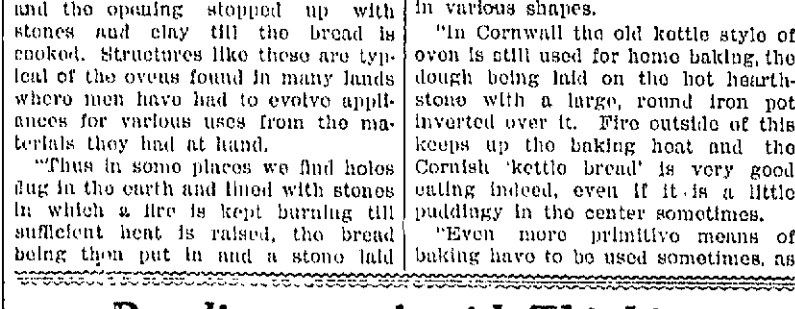 and the opening stopped up with
stones and clay till the bread is
cooked. Structures like these are typ-
ical of the ovens found in many lands
where men have had to evolve appli-
ances for various uses from the ma-
terials they had at hand.
"Thus in some places we find holes
dug in the earth and lined with stones
in which a fire is kept burning till
sufficient heat is raised, the bread
being then put in and a stone laid
in various shapes.
"In Cornwall the old kettle style of
oven is still used for home baking, the
dough being laid on the hot hearth-
stone with a large, round iron pot
inverted over it. Fire outside of this
keeps up the baking heat and the
Cornish 'kettle bread' is very good
eating indeed, even if it is a little
puddingy in the center sometimes.
"Even more primitive means of
baking have to be used sometimes, as